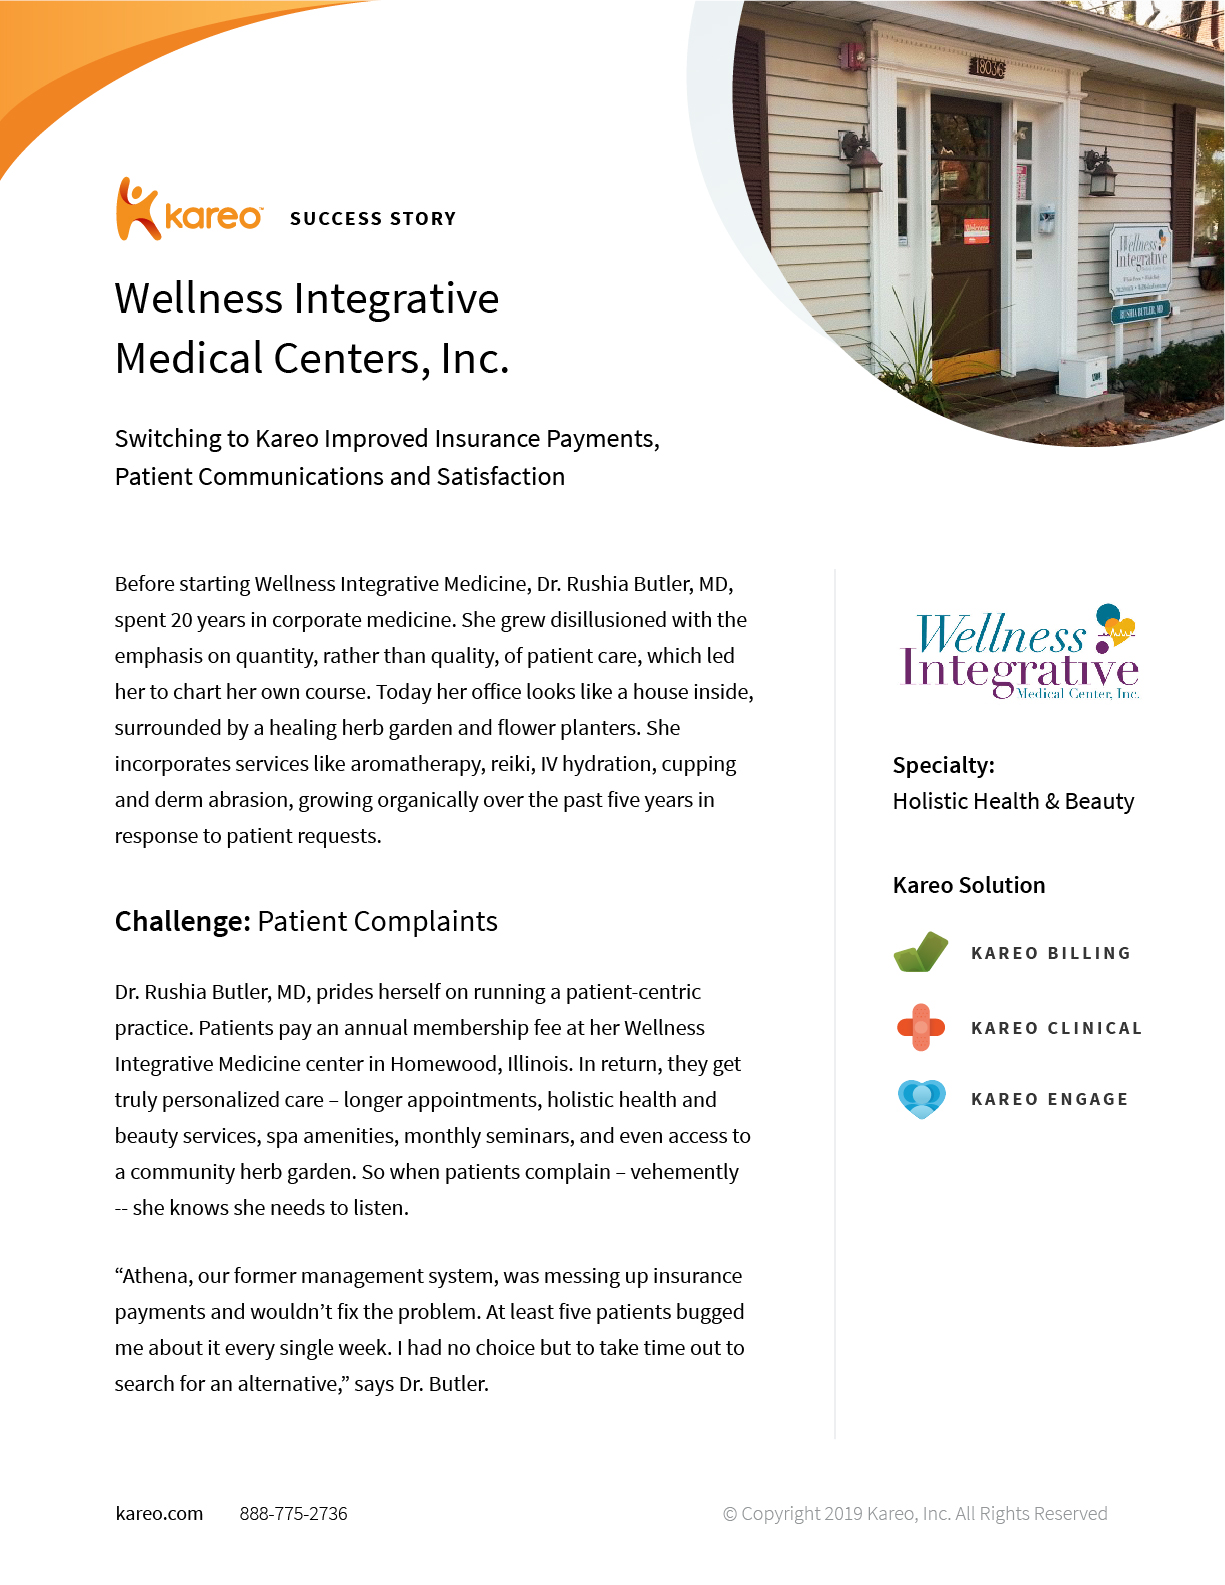 18036
Wellness
Integrative
RUSHIA BUTLER, MD
kareo
SUCCESS STORY
Wellness Integrative
Medical Centers, Inc.
Switching to Kareo Improved Insurance Payments,
Patient Communications and Satisfaction
Before starting Wellness Integrative Medicine, Dr. Rushia Butler, MD,
spent 20 years in corporate medicine. She grew disillusioned with the
emphasis on quantity, rather than quality, of patient care, which led
her to chart her own course. Today her office looks like a house inside,
surrounded by a healing herb garden and flower planters. She
incorporates services like aromatherapy, reiki, IV hydration, cupping
and derm abrasion, growing organically over the past five years in
response to patient requests.
Challenge: Patient Complaints
Dr. Rushia Butler, MD, prides herself on running a patient-centric
practice. Patients pay an annual membership fee at her Wellness
Integrative Medicine center in Homewood, Illinois. In return, they get
truly personalized care – longer appointments, holistic health and
beauty services, spa amenities, monthly seminars, and even access to
a community herb garden. So when patients complain – vehemently
-- she knows she needs to listen.
“Athena, our former management system, was messing up insurance
payments and wouldn’t fix the problem. At least five patients bugged
me about it every single week. I had no choice but to take time out to
search for an alternative,” says Dr. Butler.
Wellness
Integrative
Medical Center, Inc.
Specialty:
Holistic Health & Beauty
Kareo Solution
KAREO BILLING
KAREO CLINICAL
KAREO ENGAGE
kareo.com 888-775-2736
© Copyright 2019 Kareo, Inc. All Rights Reserved